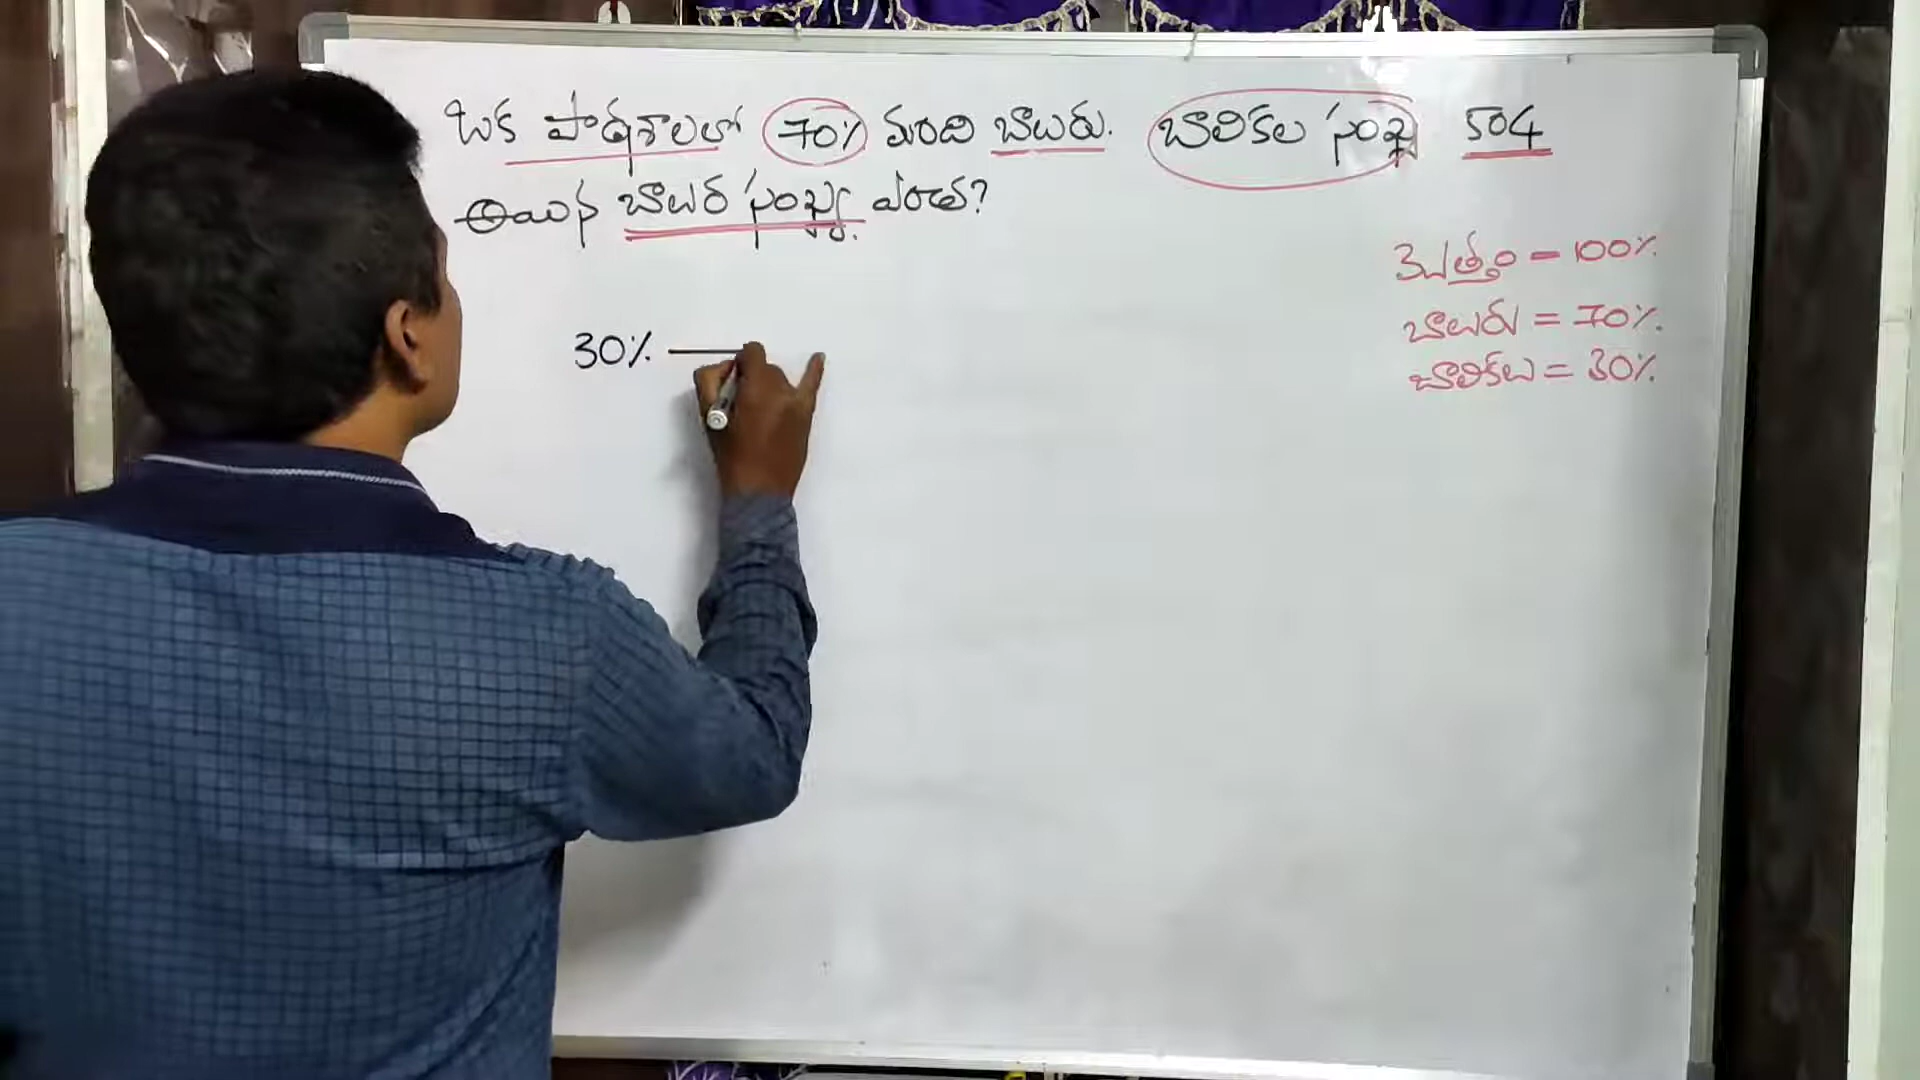 ఒక పాఠశాలలో 70% మంది బాలురు. బాలికల సంఖ్య 504
అయిన బాలుర సంఖ్య ఎంత?
మొత్తం = 100%
బాలురు = 70%.
బాలికలు = 30%
30% —